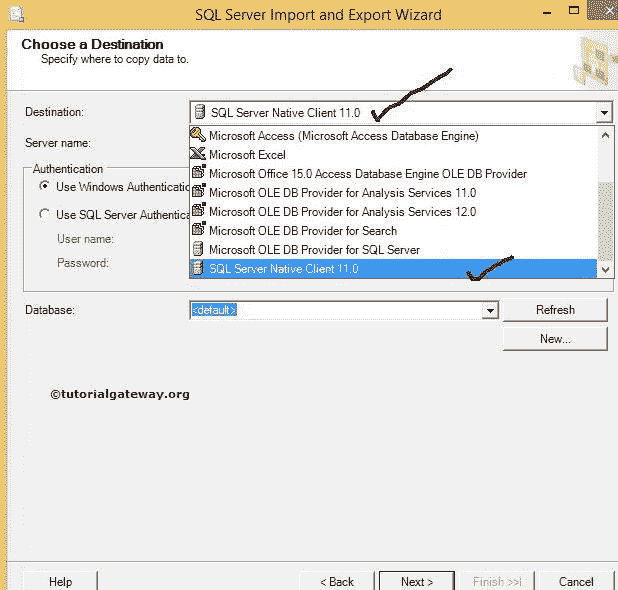 SQL Server Import and Export Wizard
Choose a Destination
Specify where to copy data to.
Destination:
SQL Server Native Client 11.0
Microsoft Access (Microsoft Access Database Engine)
Server name:
Microsoft Excel
Authentication
Microsoft Office 15.0 Access Database Engine OLE DB Provider
Use Windows Authenticatio
Microsoft OLE DB Provider for Analysis Services 11.0
Microsoft OLE DB Provider for Analysis Services 12.0
Use SQL Server Authentica
Microsoft OLE DB Provider for Search
User name:
Microsoft OLE DB Provider for SQL Server
Password:
SQL Server Native Client 11.0
Database:
<default>
Refresh
New...
©tutorialgateway.org
Help
< Back
Next >
Finish >>|
Cancel